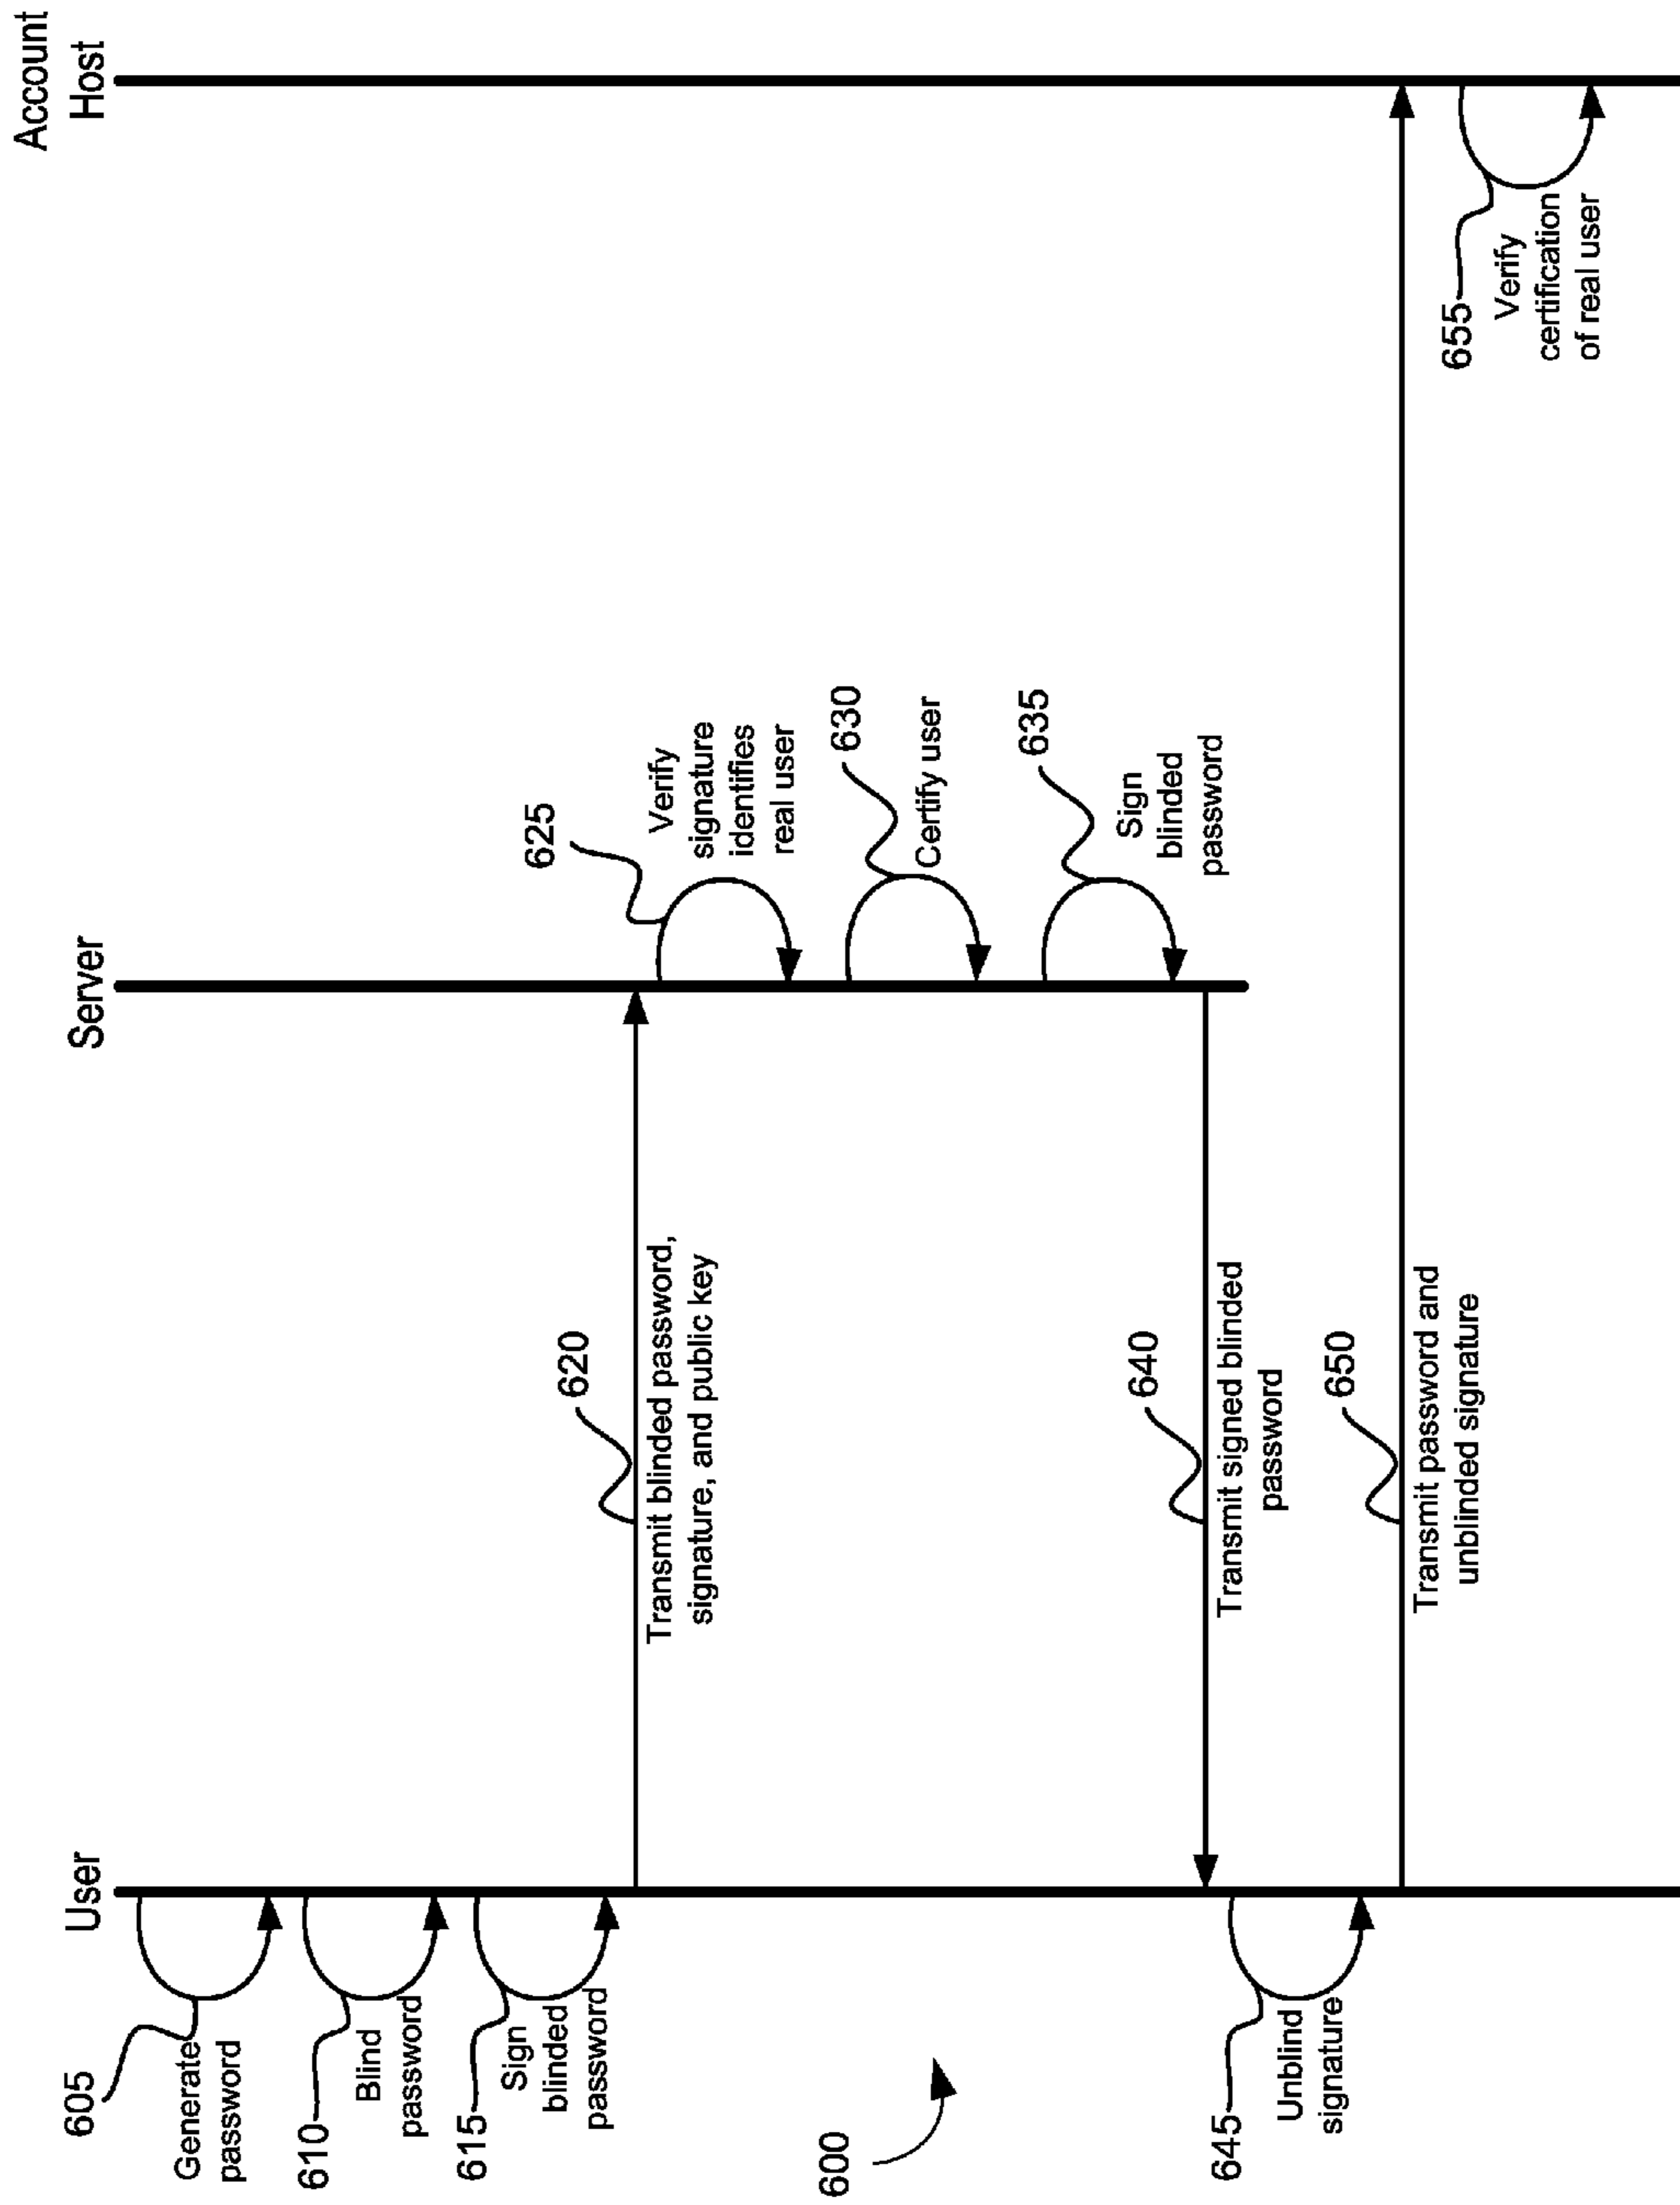 User
Server
Account
Host
605
Generate
password
610
Blind
password
615
Sign
blinded
password
620
Transmit blinded password,
signature, and public key
625
Verify
signature
identifies
real user
630
Certify user
635
Sign
blinded
password
640
Transmit signed blinded
password
645
Unblind
signature
650
Transmit password and
unblinded signature
655
Verify
certification
of real user
600